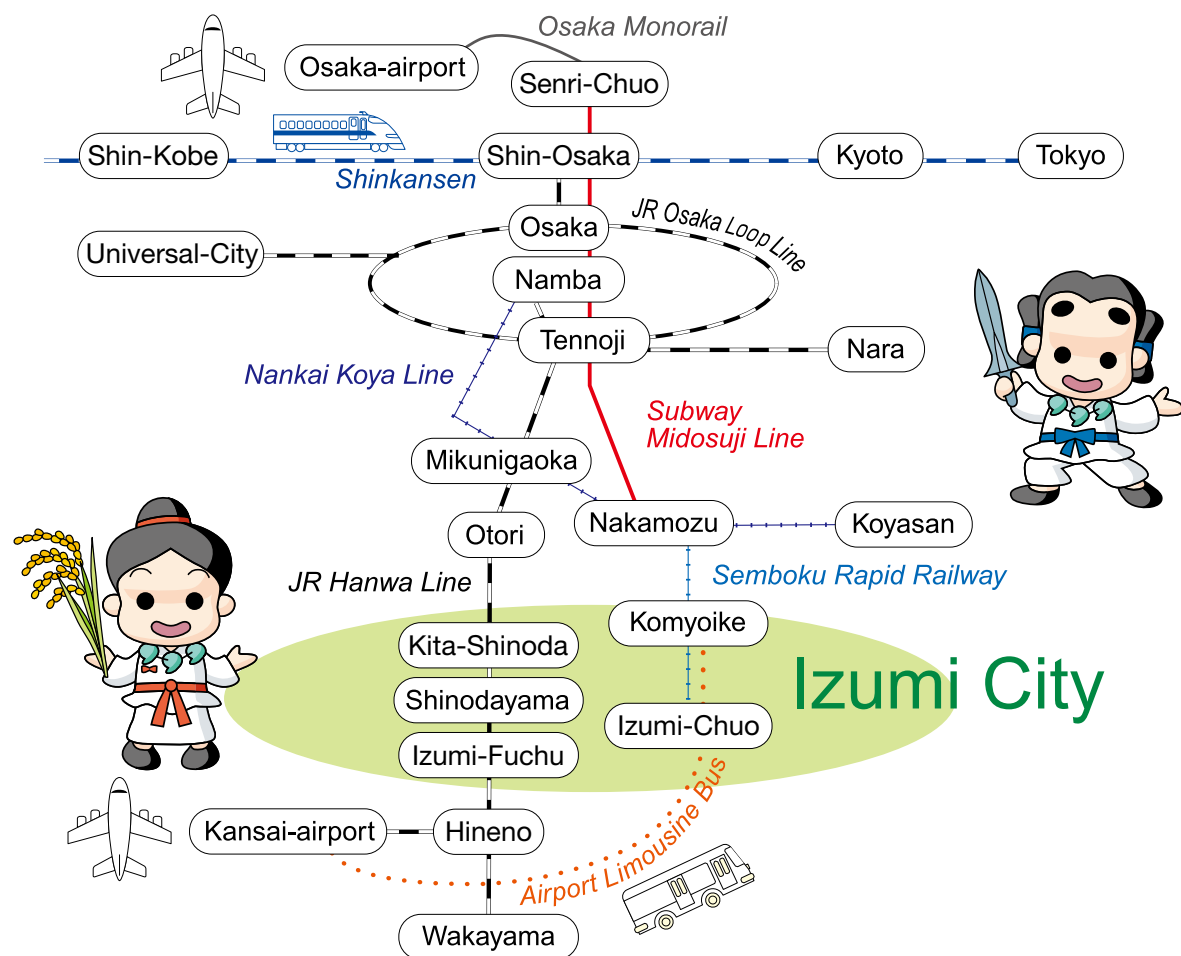 Osaka Monorail
Osaka-airport
Senri-Chuo
Shin-Kobe
Shin-Osaka
Kyoto
Tokyo
Shinkansen
Osaka
JR Osaka Loop Line
Universal-City
Namba
Tennoji
Nara
Nankai Koya Line
Subway
Midosuji Line
Mikunigaoka
Otori
Nakamozu
Koyasan
JR Hanwa Line
Semboku Rapid Railway
Komyoike
Kita-Shinoda
Izumi City
Shinodayama
Izumi-Chuo
Izumi-Fuchu
Kansai-airport
Hineno
Airport Limousine Bus
Wakayama